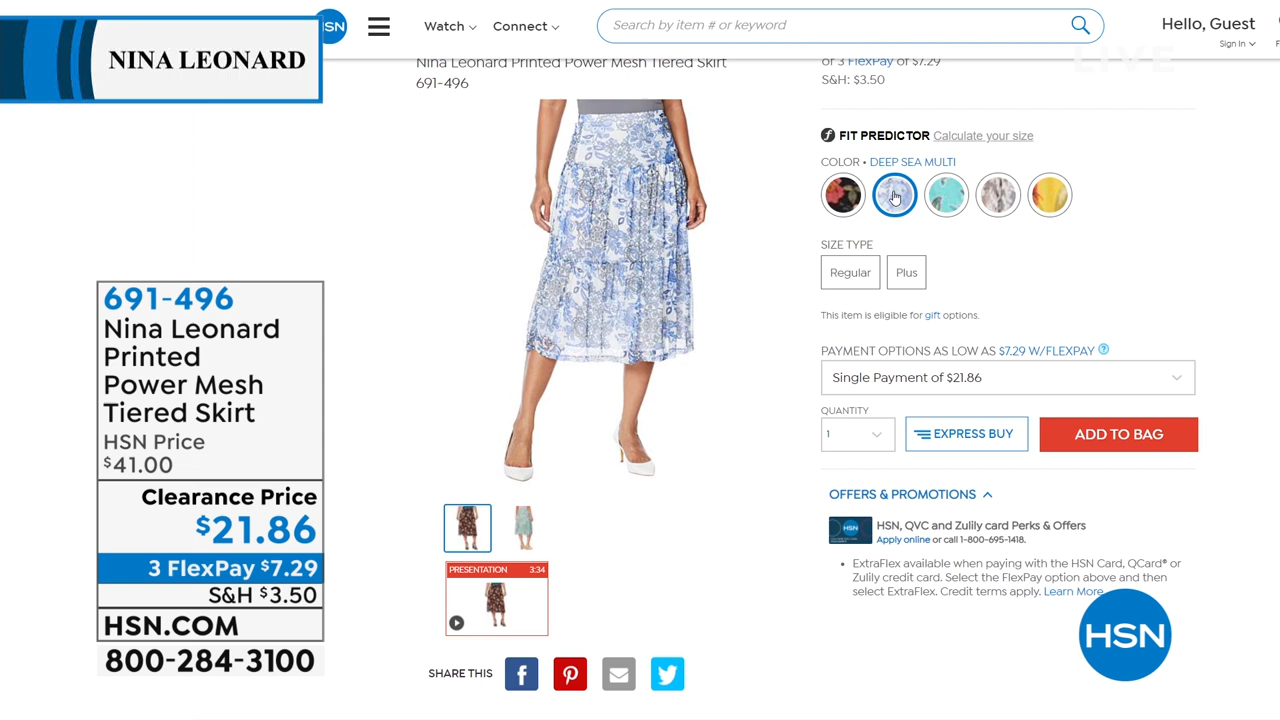 NINA LEONARD
HSN
Watch
Connect
Search by item # or keyword
Hello, Guest
Sign In
LIVE
Nina Leonard Printed Power Mesh Tiered Skirt
691-496
or 3 FlexPay of $7.29
S&H: $3.50
FIT PREDICTOR Calculate your size
COLOR • DEEP SEA MULTI
SIZE TYPE
Regular
Plus
This item is eligible for gift options.
PAYMENT OPTIONS AS LOW AS $7.29 W/FLEXPAY ?
Single Payment of $21.86
QUANTITY
1
EXPRESS BUY
ADD TO BAG
OFFERS & PROMOTIONS
HSN
HSN, QVC and Zulily card Perks & Offers
Apply online or call 1-800-695-1418.
• ExtraFlex available when paying with the HSN Card, QCard® or
Zulily credit card. Select the FlexPay option above and then
select ExtraFlex. Credit terms apply. Learn More
PRESENTATION 3:34
SHARE THIS
HSN
691-496
Nina Leonard
Printed
Power Mesh
Tiered Skirt
HSN Price
$41.00
Clearance Price
$21.86
3 FlexPay $7.29
S&H $3.50
HSN.COM
800-284-3100